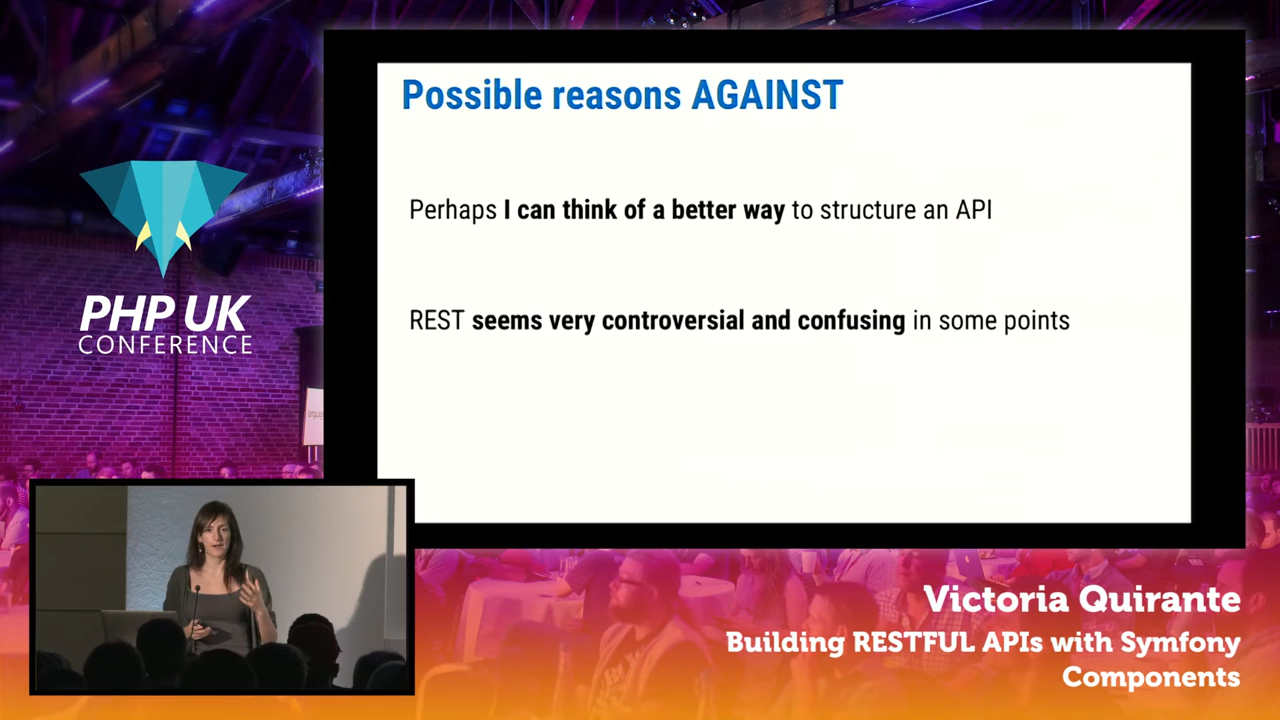 Possible reasons AGAINST
Perhaps I can think of a better way to structure an API
REST seems very controversial and confusing in some points
PHP UK
CONFERENCE
Victoria Quirante
Building RESTFUL APIs with Symfony
Components